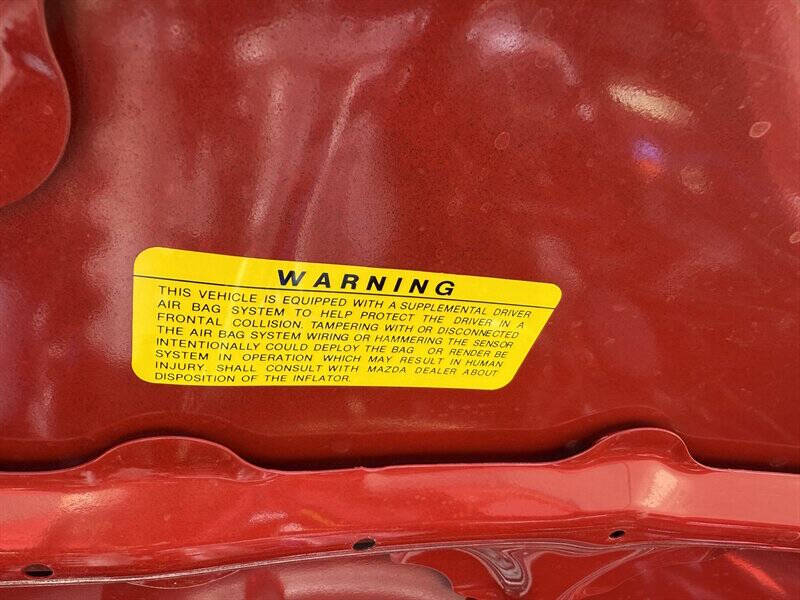 WARNING
THIS VEHICLE IS EQUIPPED WITH A SUPPLEMENTAL DRIVER
AIR BAG SYSTEM TO HELP PROTECT THE DRIVER IN A
FRONTAL COLLISION. TAMPERING WITH OR DISCONNECTED
THE AIR BAG SYSTEM WIRING OR HAMMERING THE SENSOR
INTENTIONALLY COULD DEPLOY THE BAG OR RENDER BE
SYSTEM IN OPERATION WHICH MAY RESULT IN HUMAN
INJURY. SHALL CONSULT WITH MAZDA DEALER ABOUT
DISPOSITION OF THE INFLATOR.